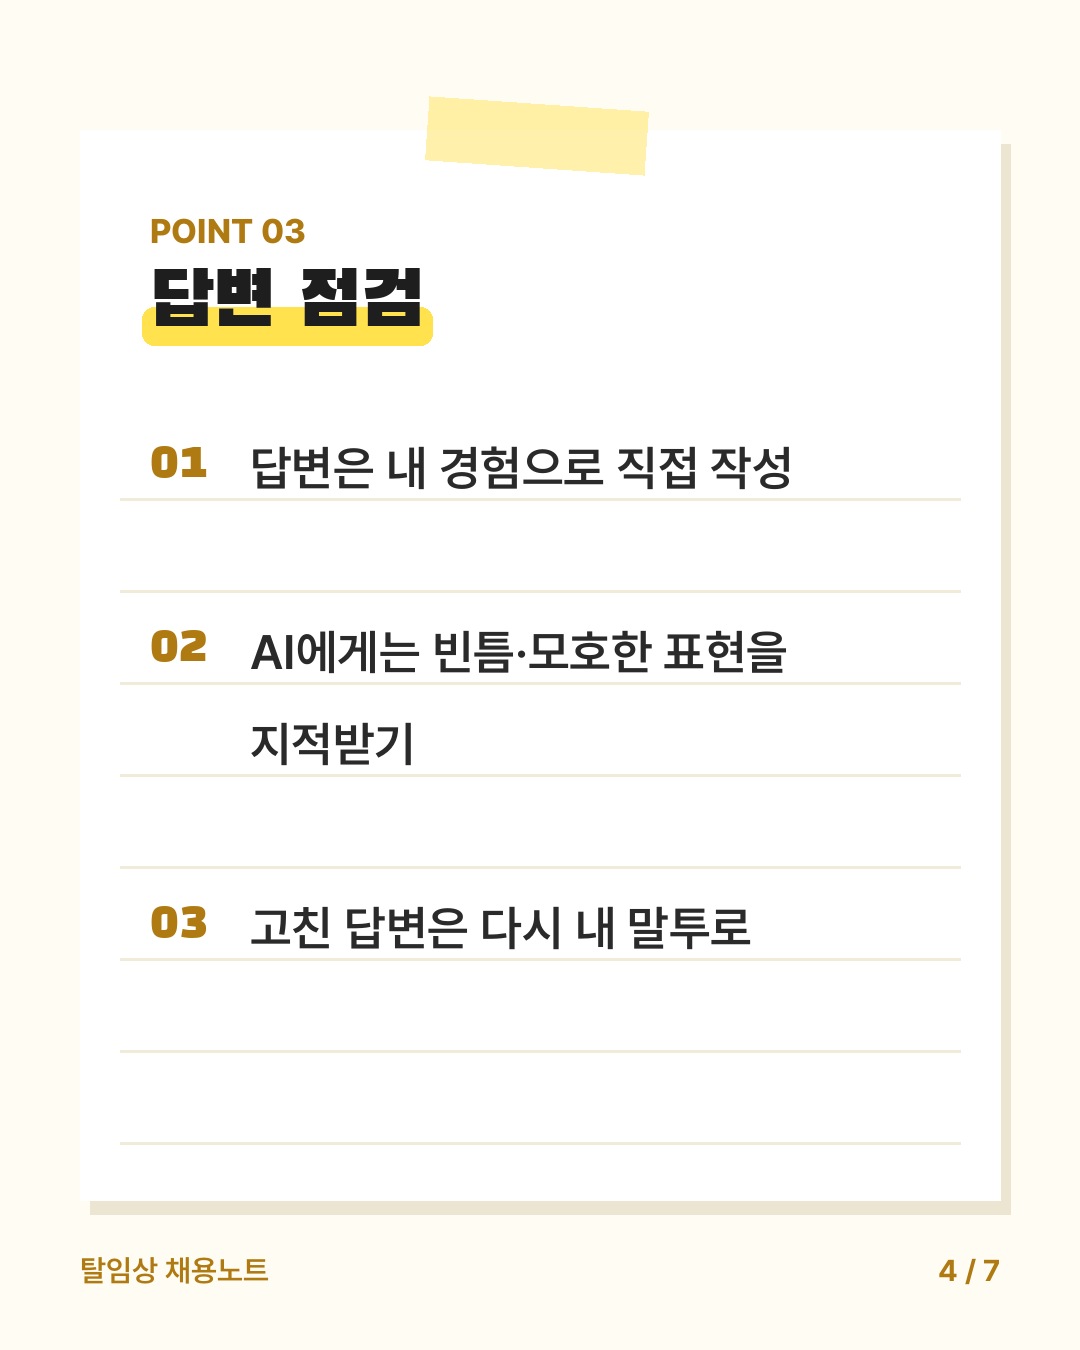 POINT 03
답변 점검
01 답변은 내 경험으로 직접 작성
02 AI에게는 빈틈·모호한 표현을
지적받기
03 고친 답변은 다시 내 말투로
탈임상 채용노트
4 / 7